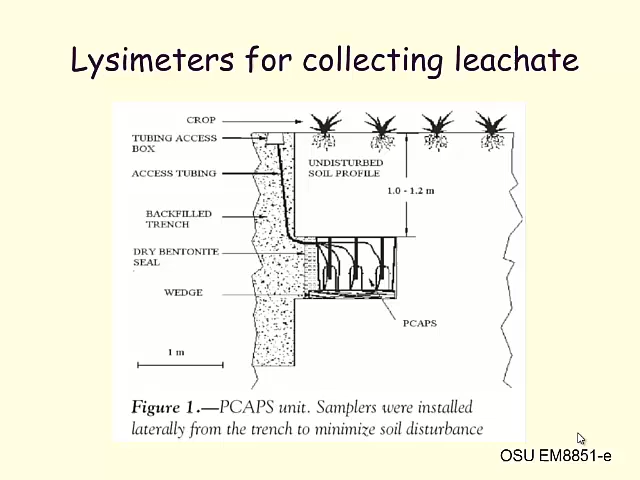 Lysimeters for collecting leachate
CROP
TUBING ACCESS
BOX
ACCESS TUBING
BACKFILLED
TRENCH
DRY BENTONITE
SEAL
WEDGE
1 m
UNDISTURBED
SOIL PROFILE
1.0 - 1.2 m
PCAPS
Figure 1.—PCAPS unit. Samplers were installed
laterally from the trench to minimize soil disturbance
OSU EM8851-e